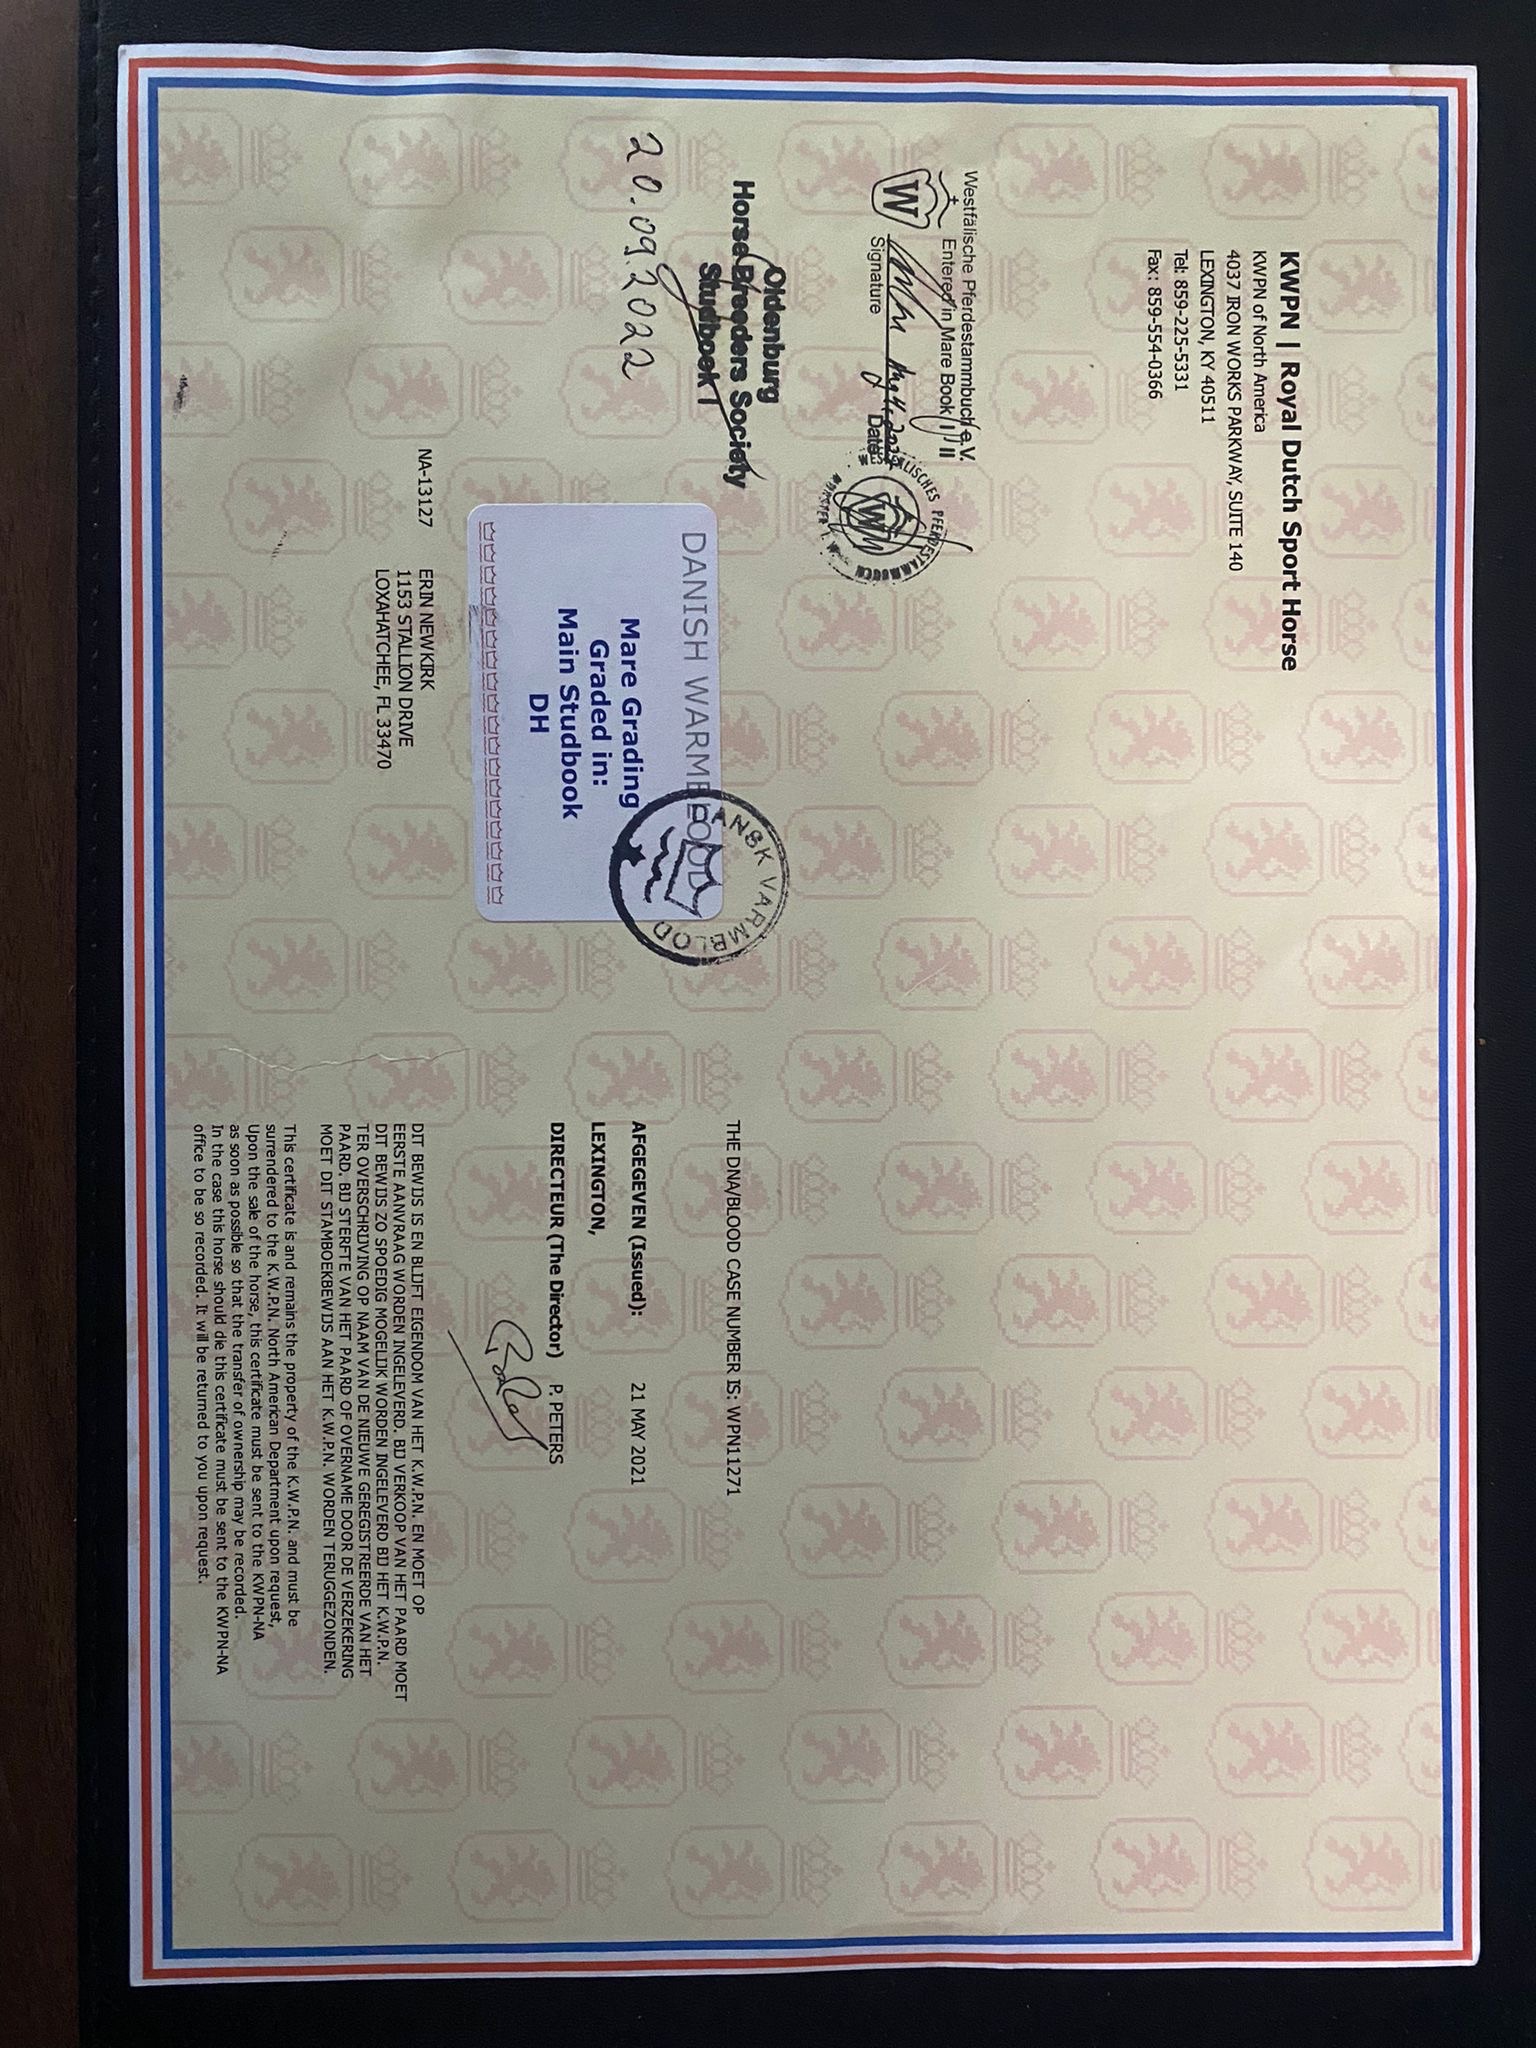 KWPN | Royal Dutch Sport Horse
KWPN of North America
4037 IRON WORKS PARKWAY, SUITE 140
LEXINGTON, KY 40511
Tel: 859-225-5331
Fax: 859-554-0366
Westfälische Pferdestammbuch e.V.
Entered in Mare Book I / II
W
Signature Date
Oldenburg
Horse Breeders Society
Studbook I
20.09.2022
DANISH WARMBLOOD
Mare Grading
Graded in:
Main Studbook
DH
DANSK VARMBLOD
NA-13127
ERIN NEWKIRK
1153 STALLION DRIVE
LOXAHATCHEE, FL 33470
THE DNA/BLOOD CASE NUMBER IS: WPN11271
AFGEGEVEN (Issued): 21 MAY 2021
LEXINGTON,
DIRECTEUR (The Director) P. PETERS
DIT BEWIJS IS EN BLIJFT EIGENDOM VAN HET K.W.P.N. EN MOET OP
EERSTE AANVRAAG WORDEN INGELEVERD. BIJ VERKOOP VAN HET PAARD MOET
DIT BEWIJS ZO SPOEDIG MOGELIJK WORDEN INGELEVERD BIJ HET K.W.P.N.
TER OVERSCHRIJVING OP NAAM VAN DE NIEUWE GEREGISTREERDE VAN HET
PAARD. BIJ STERFTE VAN HET PAARD OF OVERNAME DOOR DE VERZEKERING
MOET DIT STAMBOEKBEWIJS AAN HET K.W.P.N. WORDEN TERUGGEZONDEN.
This certificate is and remains the property of the K.W.P.N. and must be
surrendered to the K.W.P.N. North American Department upon request,
Upon the sale of the horse, this certificate must be sent to the KWPN-NA
as soon as possible so that the transfer of ownership may be recorded.
In the case this horse should die this certificate must be sent to the KWPN-NA
office to be so recorded. It will be returned to you upon request.